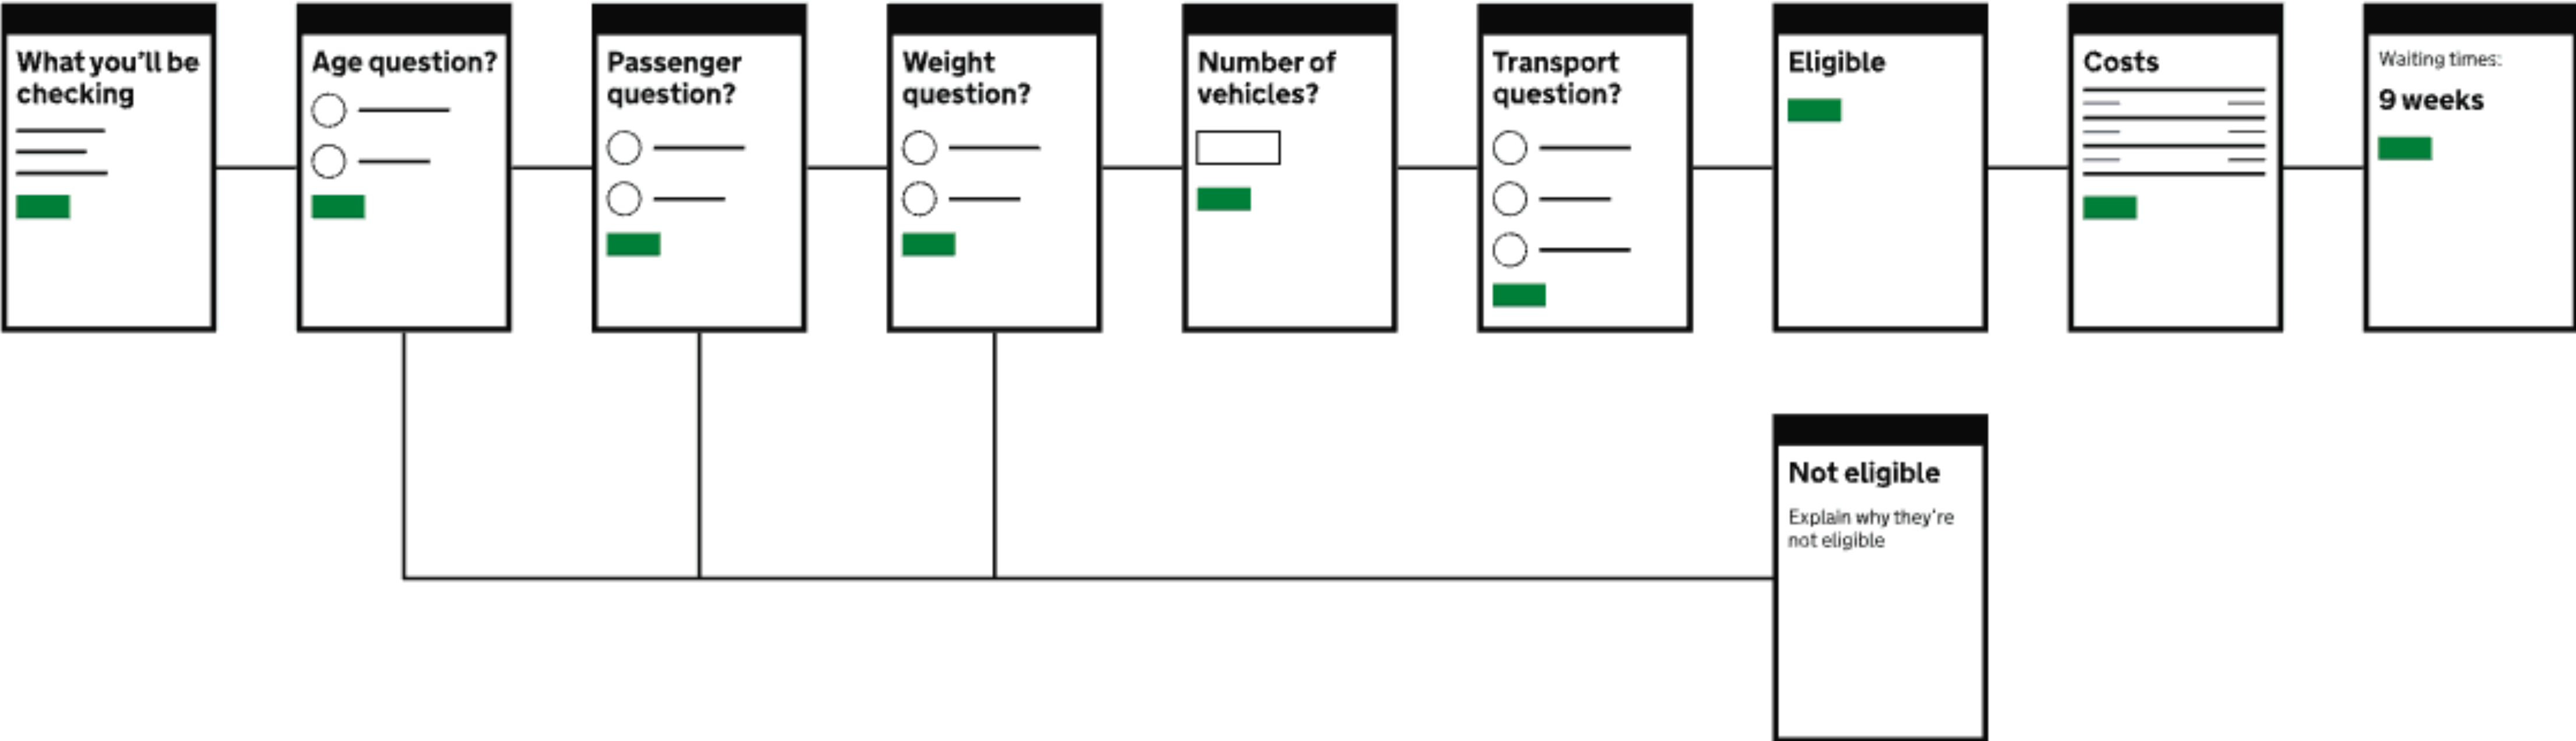 What you'll be
checking
Age question?
Passenger
question?
Weight
question?
Number of
vehicles?
Transport
question?
Eligible
Costs
Waiting times:
9 weeks
Not eligible
Explain why they're
not eligible